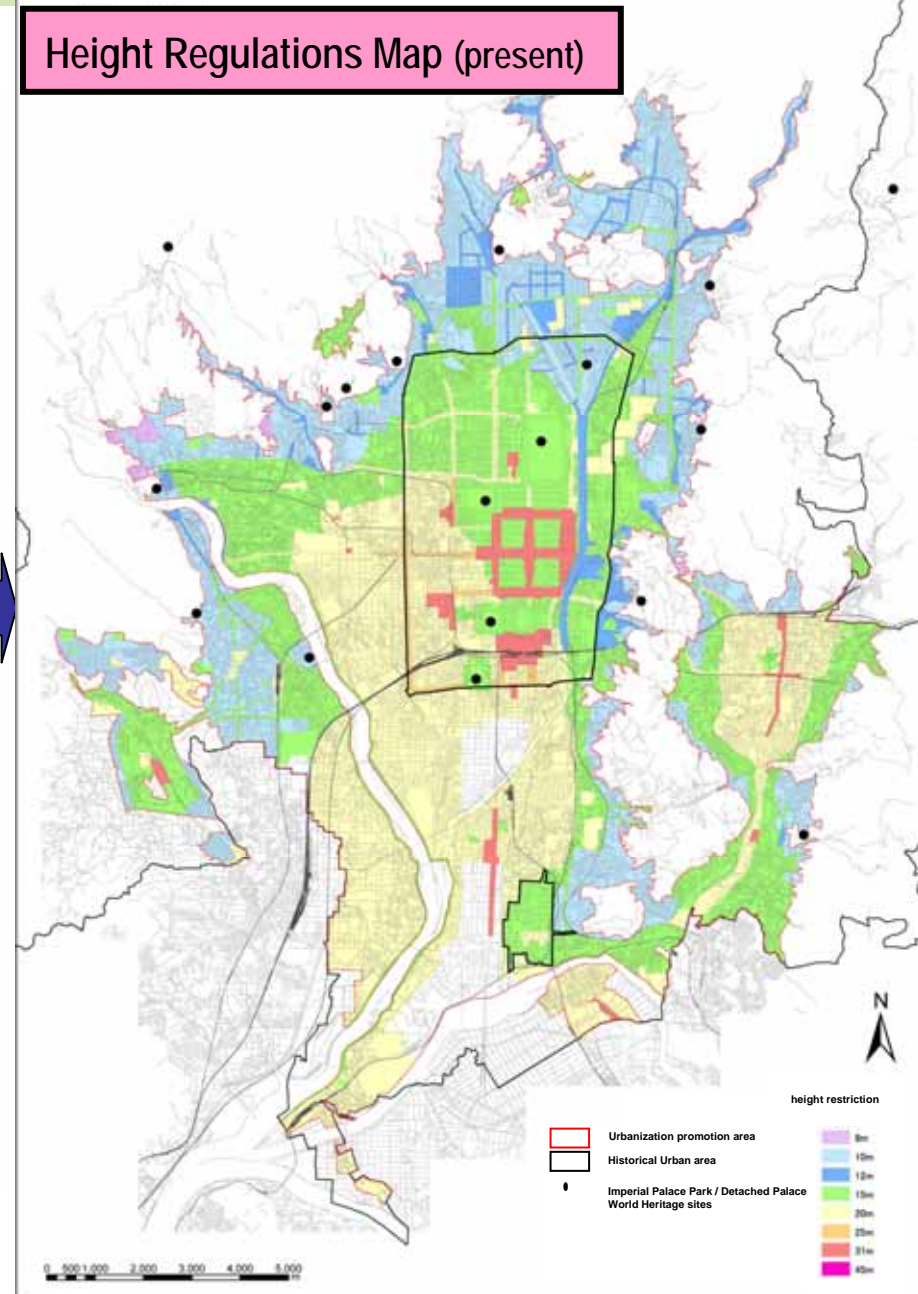 Height Regulations Map (present)
N
height restriction
Urbanization promotion area
Historical Urban area
Imperial Palace Park / Detached Palace
World Heritage sites
10m
12m
15m
20m
25m
31m
45m
0 500 1,000 2,000 3,000 4,000 5,000